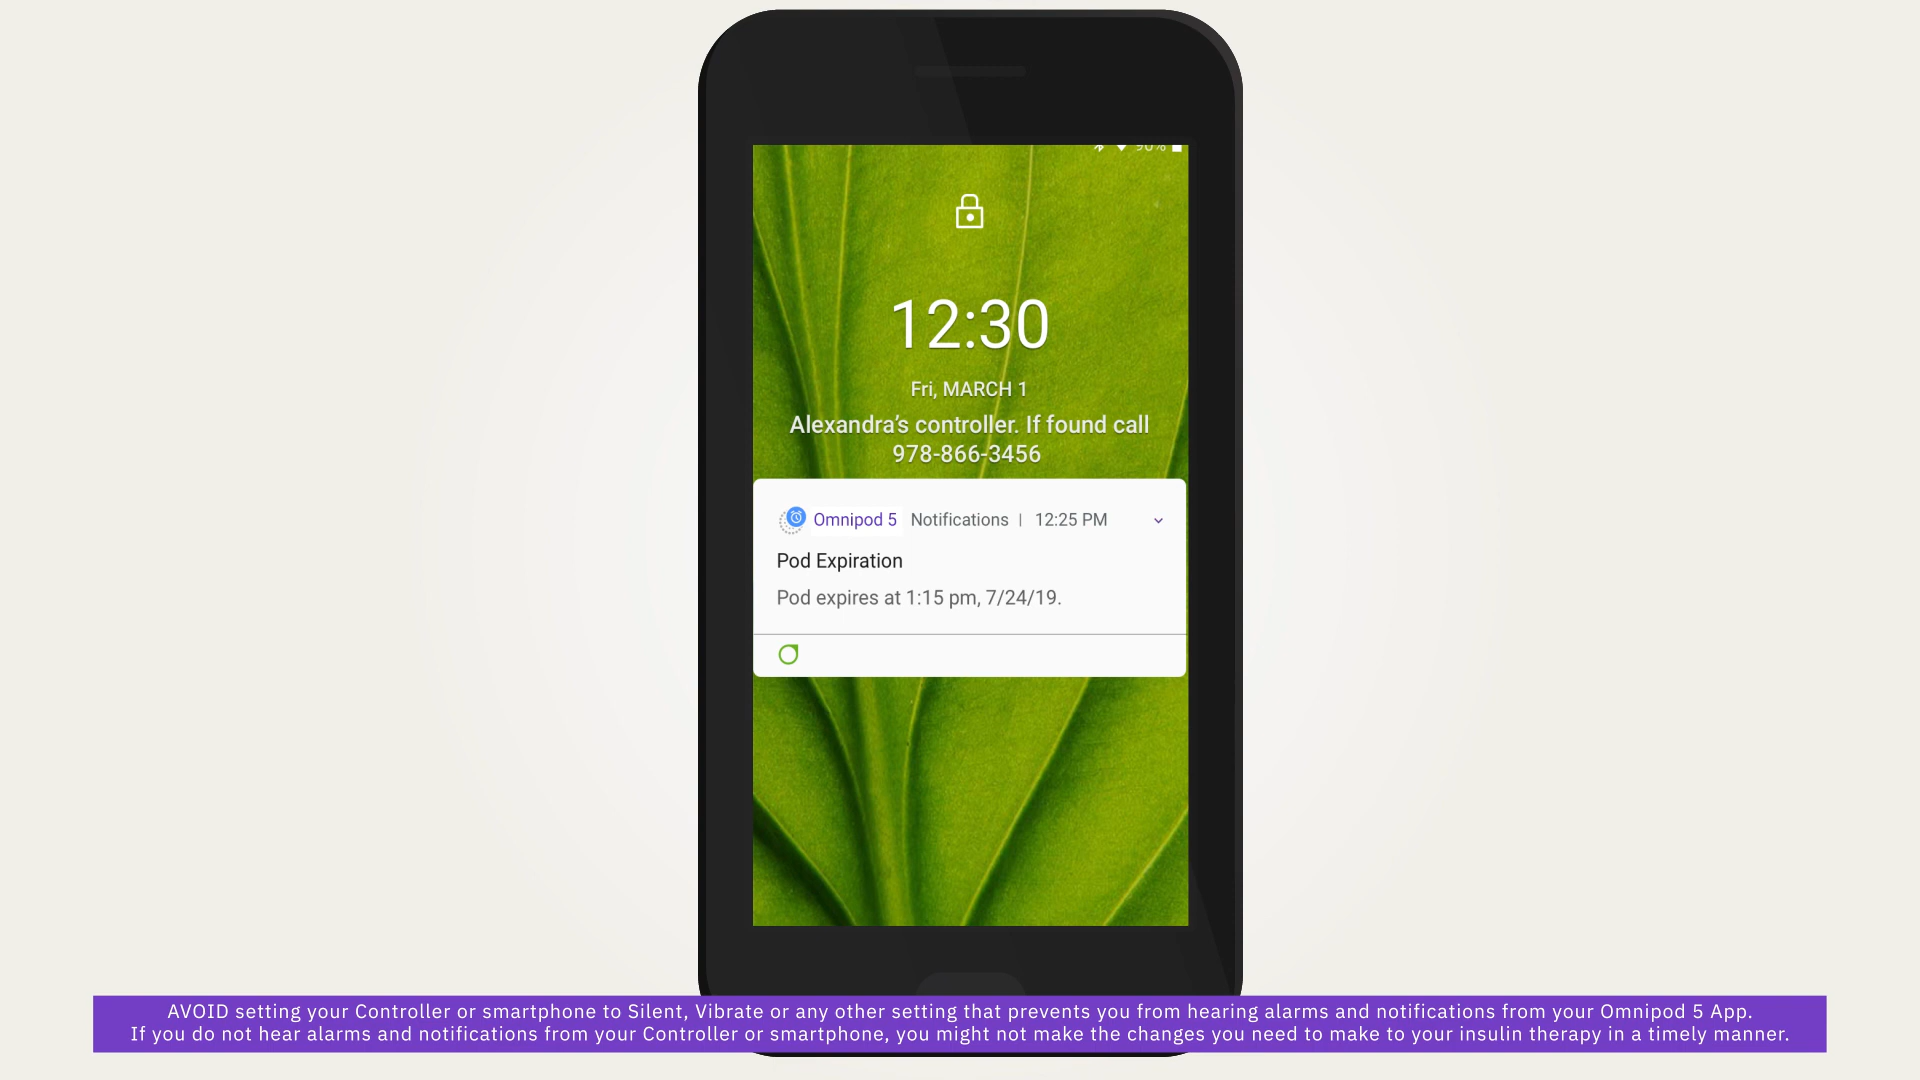 90%
12:30
Fri, MARCH 1
Alexandra's controller. If found call
978-866-3456
Omnipod 5 Notifications | 12:25 PM
Pod Expiration
Pod expires at 1:15 pm, 7/24/19.
AVOID setting your Controller or smartphone to Silent, Vibrate or any other setting that prevents you from hearing alarms and notifications from your Omnipod 5 App.
If you do not hear alarms and notifications from your Controller or smartphone, you might not make the changes you need to make to your insulin therapy in a timely manner.